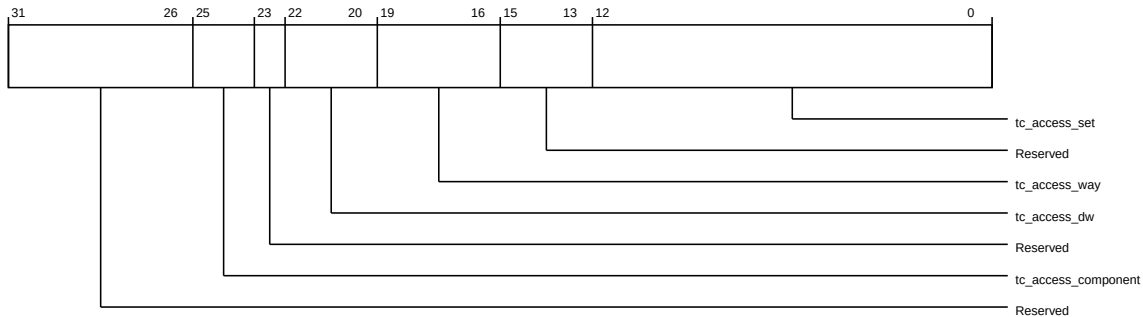 31 26 25 23 22 20 19 16 15 13 12 0
tc_access_set
Reserved
tc_access_way
tc_access_dw
Reserved
tc_access_component
Reserved